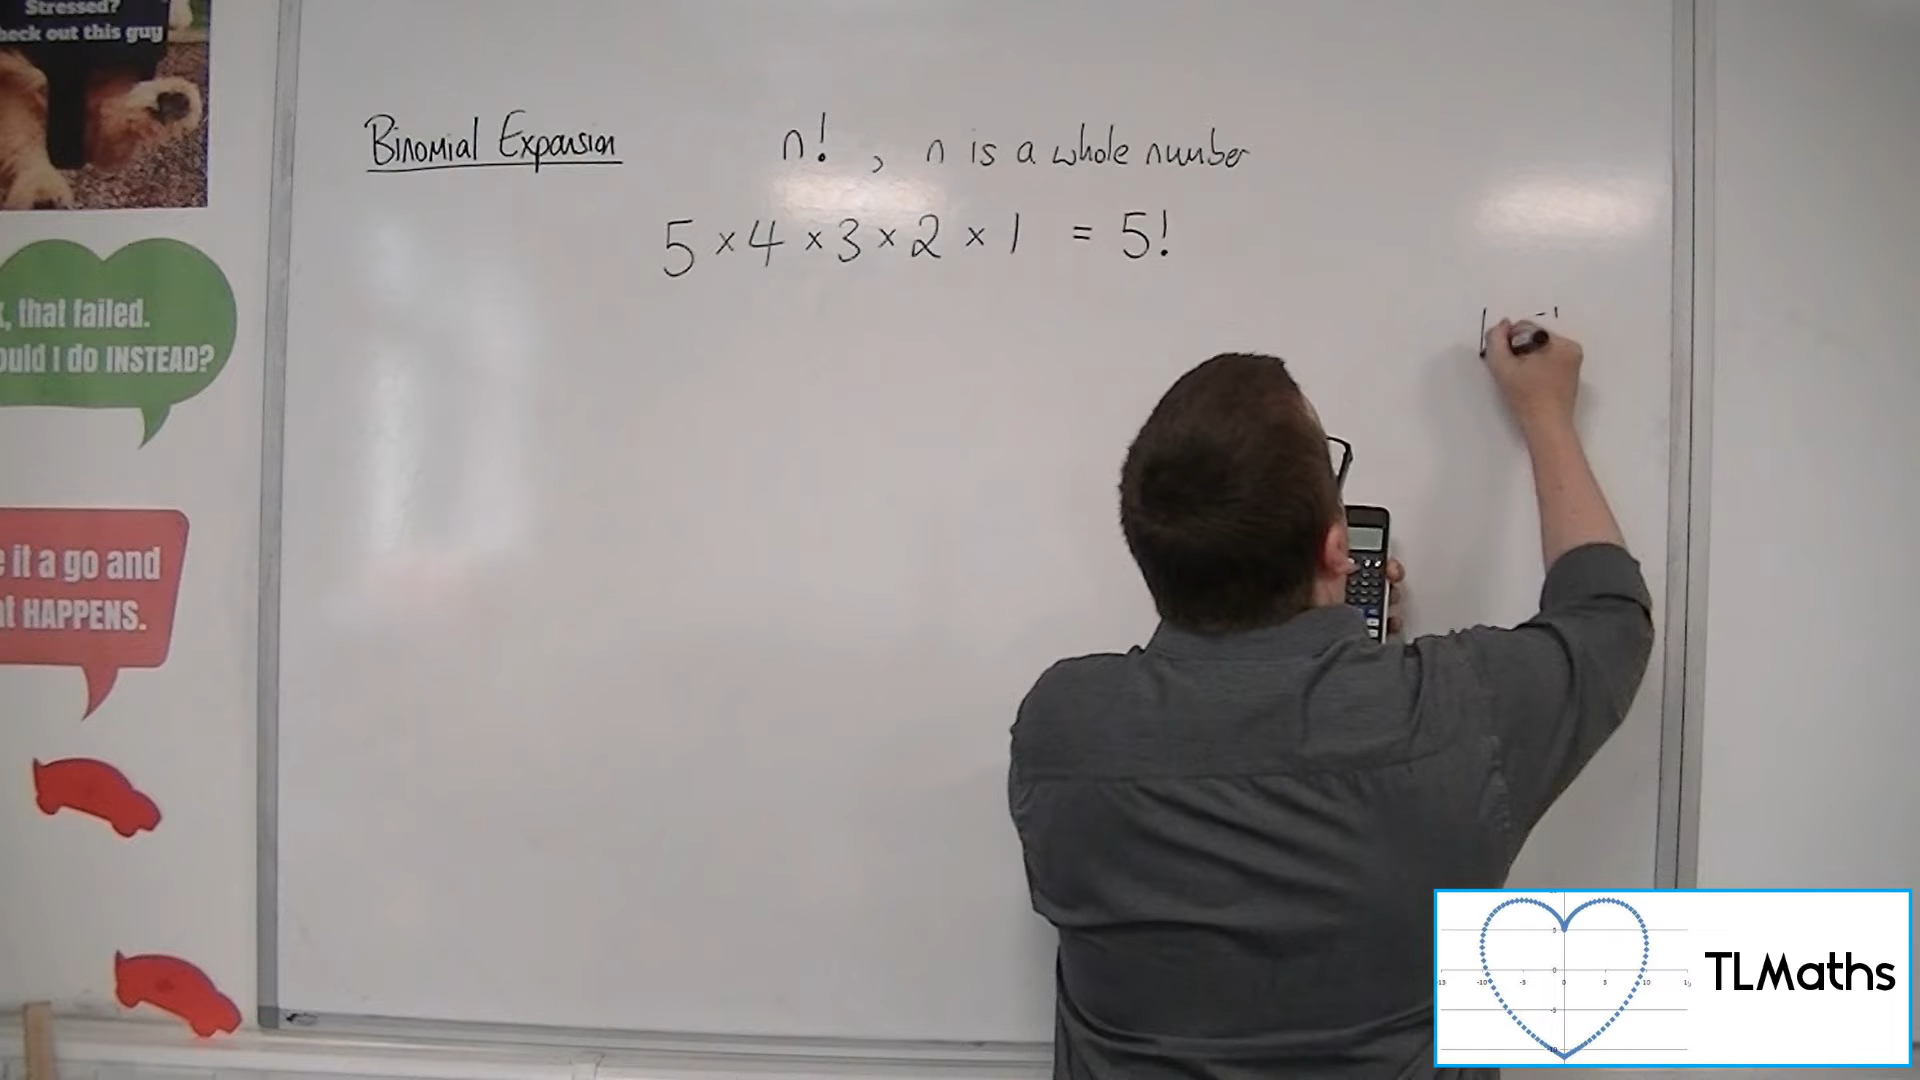 Stressed?
heck out this guy
Binomial Expansion
n! , n is a whole number
5 × 4 × 3 × 2 × 1 = 5!
, that failed.
ould I do INSTEAD?
it a go and
HAPPENS.
TLMaths